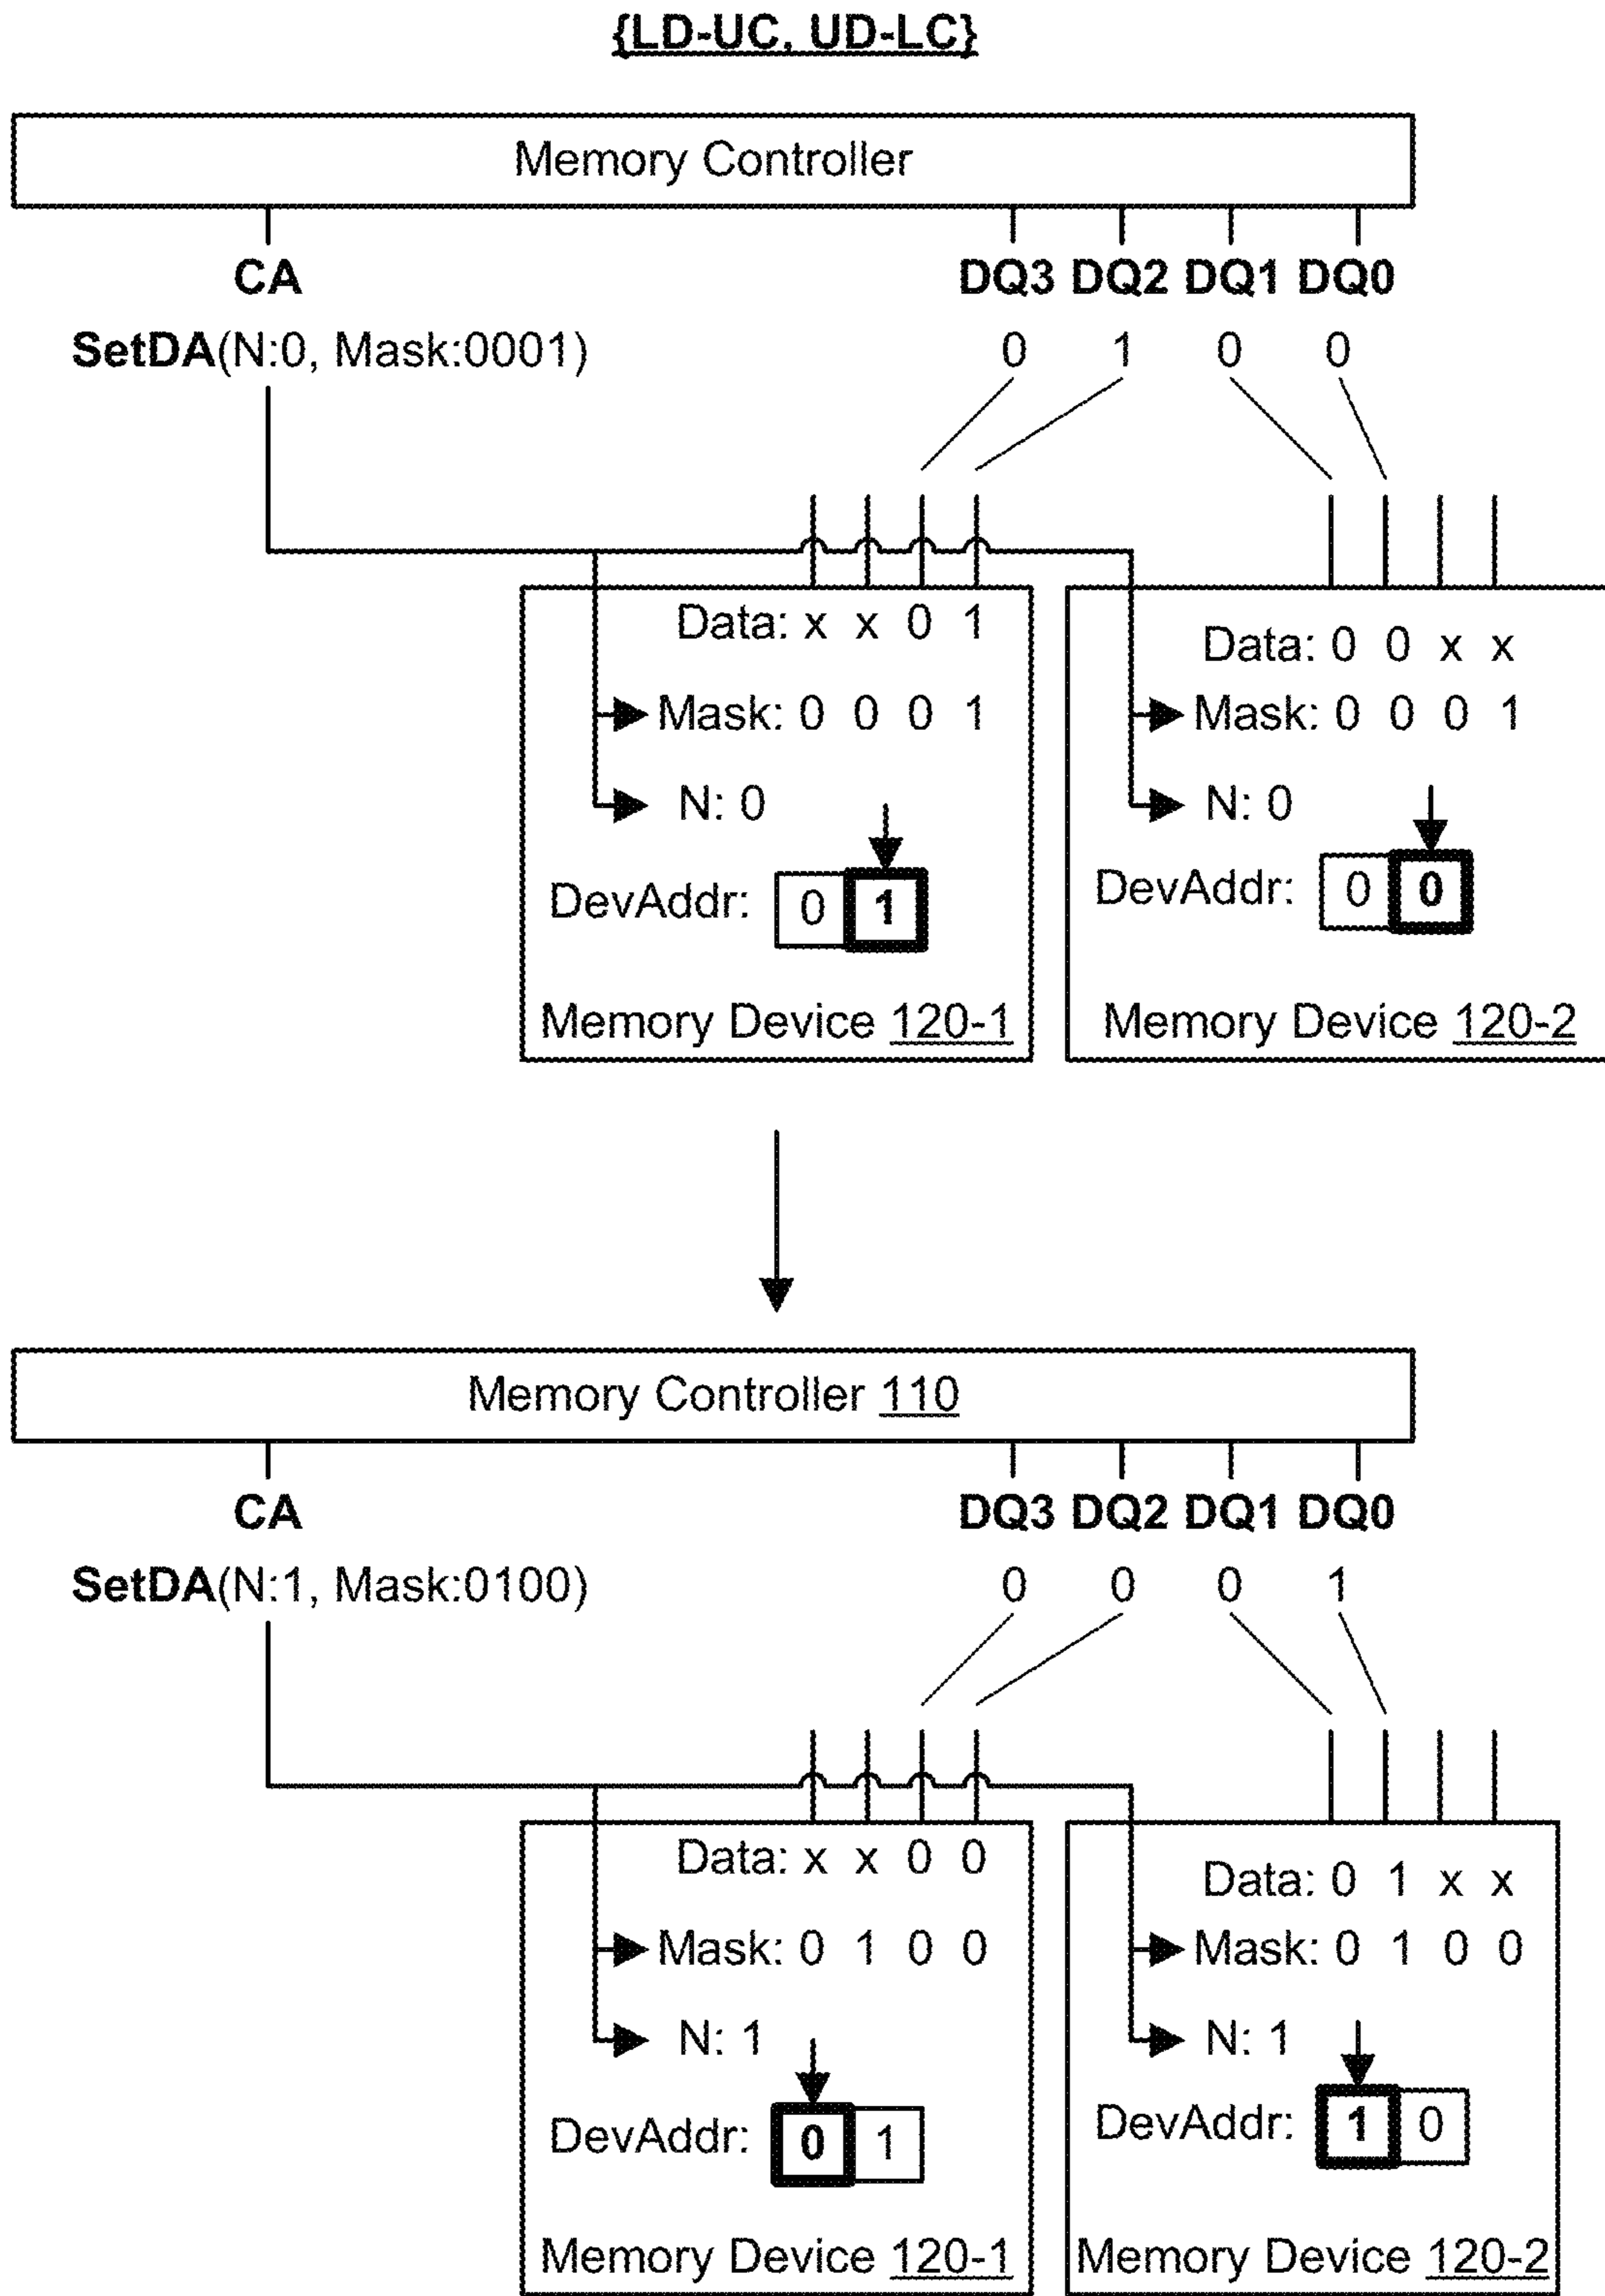 {LD-UC, UD-LC}
Memory Controller
CA DQ3 DQ2 DQ1 DQ0
SetDA(N:0, Mask:0001) 0 1 0 0
Data: x x 0 1
Data: 0 0 x x
Mask: 0 0 0 1
Mask: 0 0 0 1
N: 0
N: 0
DevAddr: 0 1
DevAddr: 0 0
Memory Device 120-1
Memory Device 120-2
Memory Controller 110
CA DQ3 DQ2 DQ1 DQ0
SetDA(N:1, Mask:0100) 0 0 0 1
Data: x x 0 0
Data: 0 1 x x
Mask: 0 1 0 0
Mask: 0 1 0 0
N: 1
N: 1
DevAddr: 0 1
DevAddr: 1 0
Memory Device 120-1
Memory Device 120-2